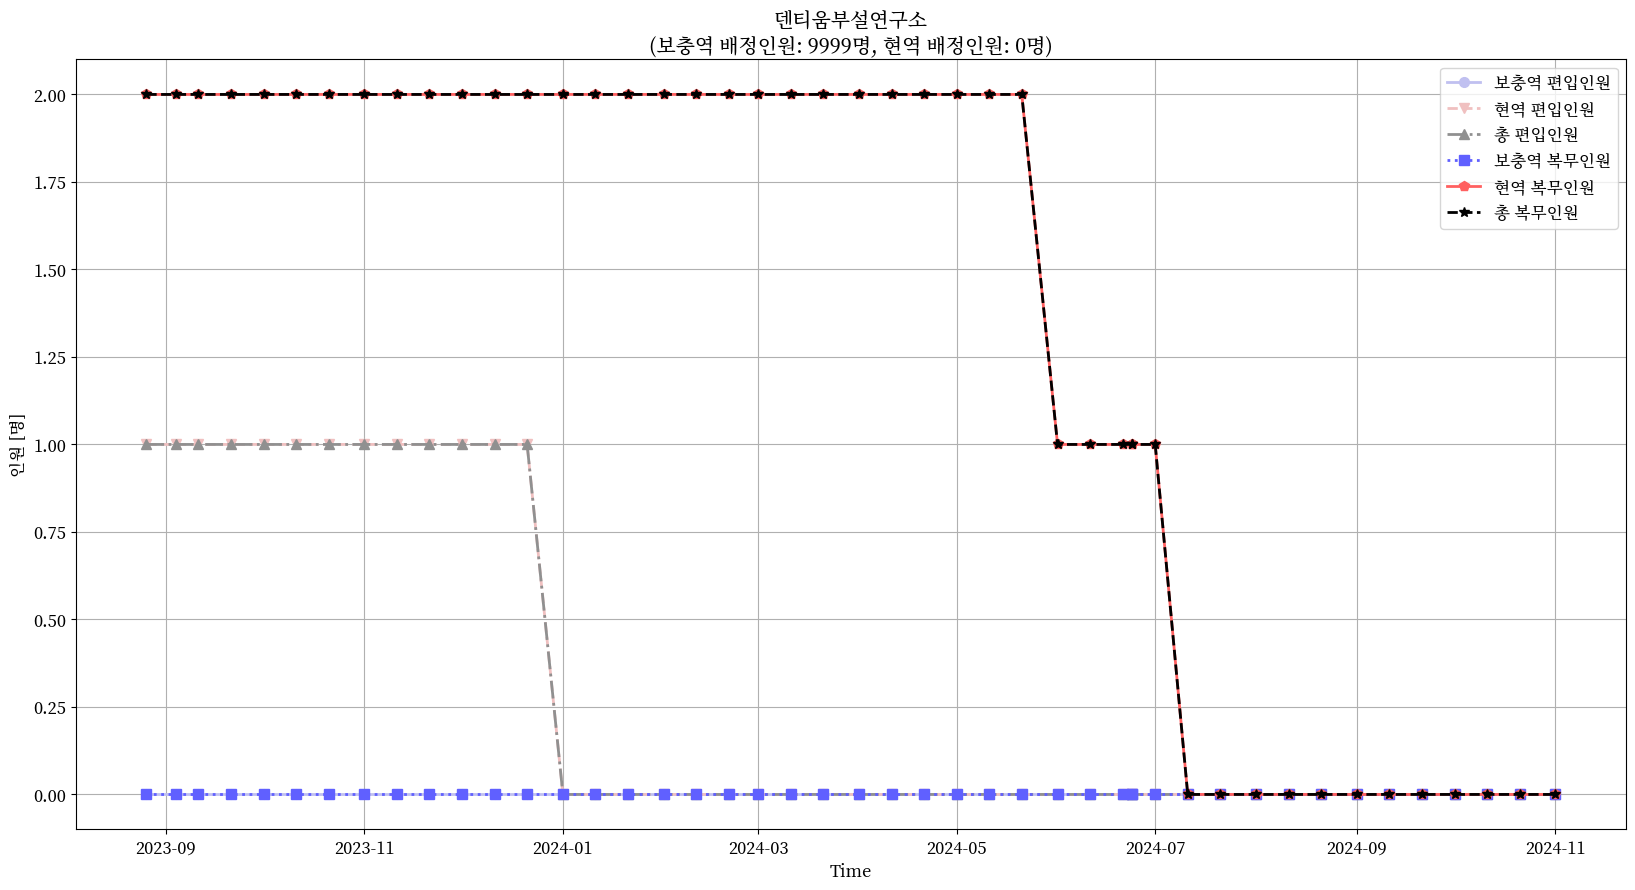 덴티움부설연구소
(보충역 배정인원: 9999명, 현역 배정인원: 0명)
보충역 편입인원
현역 편입인원
총 편입인원
보충역 복무인원
현역 복무인원
총 복무인원
인원 [명]
2.00
1.75
1.50
1.25
1.00
0.75
0.50
0.25
0.00
2023-09
2023-11
2024-01
2024-03
2024-05
2024-07
2024-09
2024-11
Time